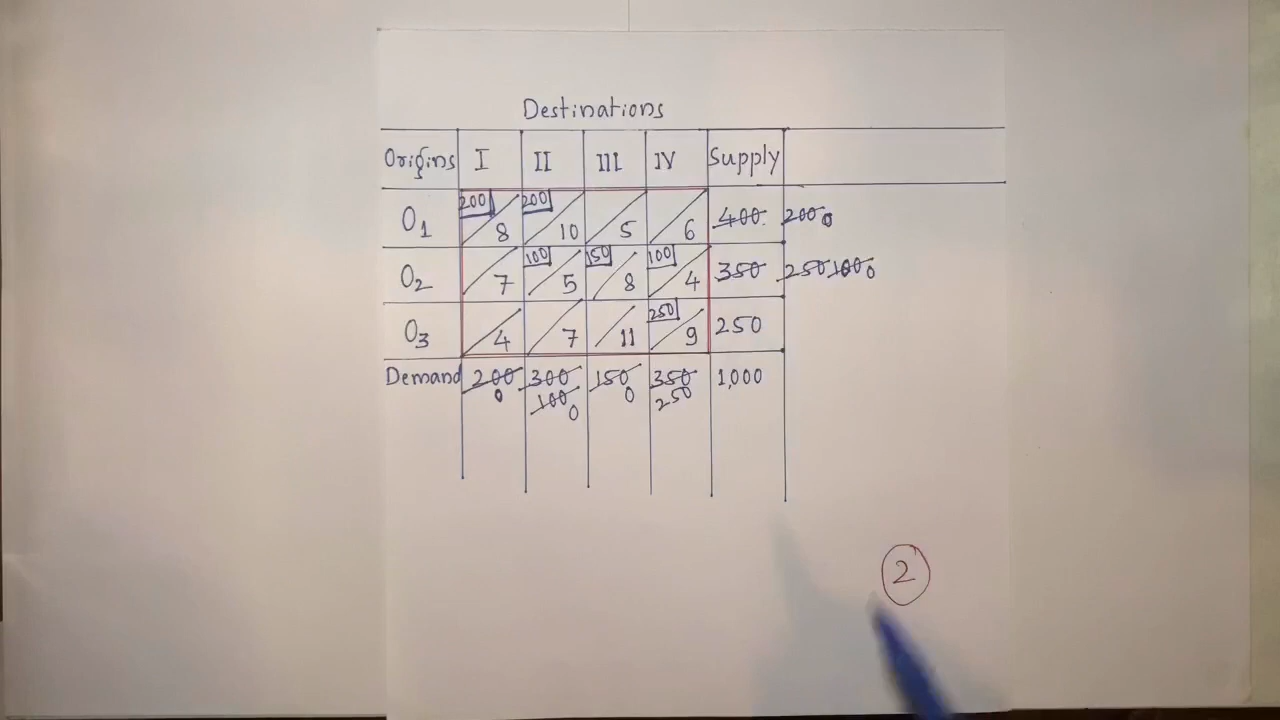 Destinations
Origins I II III IV Supply
200 200
O1 8 10 5 6 400 200 0
100 150 100
O2 7 5 8 4 350 250 100 0
250
O3 4 7 11 9 250
Demand 200 300 150 350 1,000
0 100 0 0 250
2